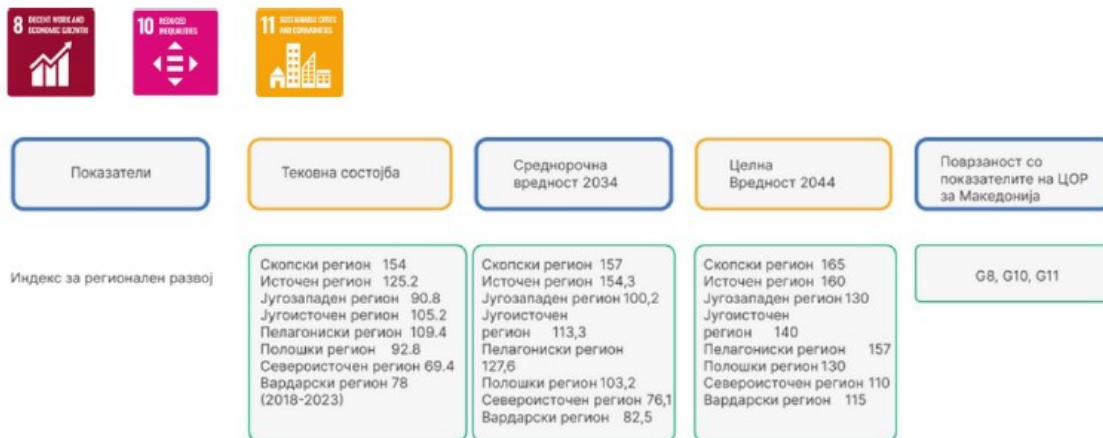 8 DECENT WORK AND
ECONOMIC GROWTH
10 REDUCED
INEQUALITIES
11 SUSTAINABLE CITIES
AND COMMUNITIES
Показатели
Тековна состојба
Среднорочна
вредност 2034
Целна
Вредност 2044
Поврзаност со
показателите на ЦОР
за Македонија
Индекс за регионален развој
Скопски регион 154
Источен регион 125.2
Југозападен регион 90.8
Југоисточен регион 105.2
Пелагониски регион 109.4
Полошки регион 92.8
Североисточен регион 69.4
Вардарски регион 78
(2018-2023)
Скопски регион 157
Источен регион 154,3
Југозападен регион 100,2
Југоисточен
регион 113,3
Пелагониски регион
127,6
Полошки регион 103,2
Североисточен регион 76,1
Вардарски регион 82,5
Скопски регион 165
Источен регион 160
Југозападен регион 130
Југоисточен
регион 140
Пелагониски регион 157
Полошки регион 130
Североисточен регион 110
Вардарски регион 115
G8, G10, G11